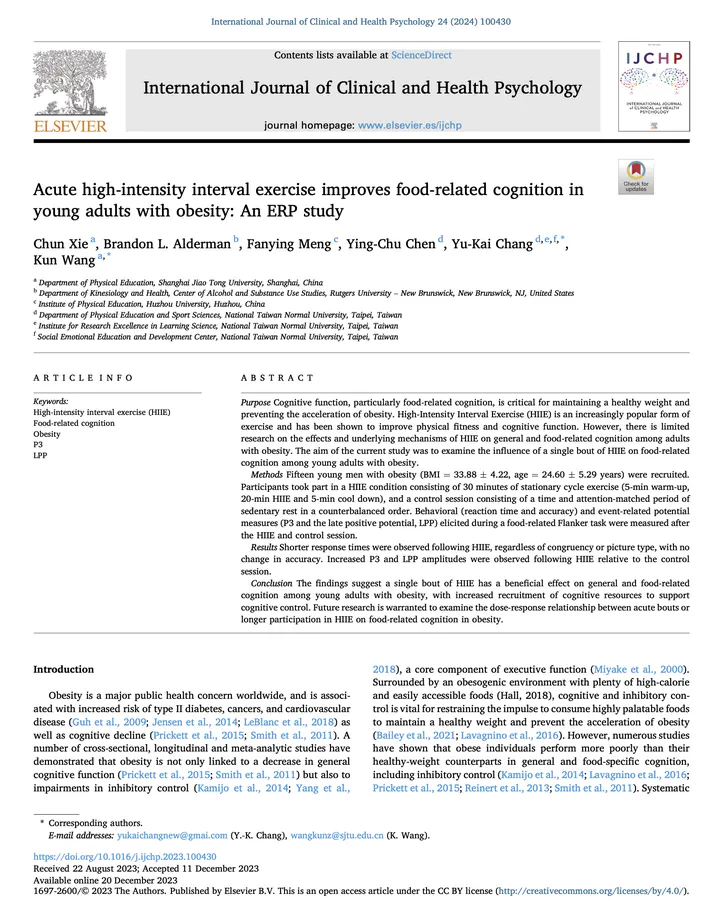 International Journal of Clinical and Health Psychology 24 (2024) 100430
Contents lists available at ScienceDirect
International Journal of Clinical and Health Psychology
journal homepage: www.elsevier.es/ijchp
ELSEVIER
IJCHP
INTERNATIONAL JOURNAL
of CLINICAL and HEALTH
PSYCHOLOGY
Check for
updates
Acute high-intensity interval exercise improves food-related cognition in
young adults with obesity: An ERP study
Chun Xie a, Brandon L. Alderman b, Fanying Meng c, Ying-Chu Chen d, Yu-Kai Chang d,e,f,*,
Kun Wang a,*
a Department of Physical Education, Shanghai Jiao Tong University, Shanghai, China
b Department of Kinesiology and Health, Center of Alcohol and Substance Use Studies, Rutgers University – New Brunswick, New Brunswick, NJ, United States
c Institute of Physical Education, Huzhou University, Huzhou, China
d Department of Physical Education and Sport Sciences, National Taiwan Normal University, Taipei, Taiwan
e Institute for Research Excellence in Learning Science, National Taiwan Normal University, Taipei, Taiwan
f Social Emotional Education and Development Center, National Taiwan Normal University, Taipei, Taiwan
ARTICLE INFO
Keywords:
High-intensity interval exercise (HIIE)
Food-related cognition
Obesity
P3
LPP
ABSTRACT
Purpose Cognitive function, particularly food-related cognition, is critical for maintaining a healthy weight and
preventing the acceleration of obesity. High-Intensity Interval Exercise (HIIE) is an increasingly popular form of
exercise and has been shown to improve physical fitness and cognitive function. However, there is limited
research on the effects and underlying mechanisms of HIIE on general and food-related cognition among adults
with obesity. The aim of the current study was to examine the influence of a single bout of HIIE on food-related
cognition among young adults with obesity.
Methods Fifteen young men with obesity (BMI = 33.88 ± 4.22, age = 24.60 ± 5.29 years) were recruited.
Participants took part in a HIIE condition consisting of 30 minutes of stationary cycle exercise (5-min warm-up,
20-min HIIE and 5-min cool down), and a control session consisting of a time and attention-matched period of
sedentary rest in a counterbalanced order. Behavioral (reaction time and accuracy) and event-related potential
measures (P3 and the late positive potential, LPP) elicited during a food-related Flanker task were measured after
the HIIE and control session.
Results Shorter response times were observed following HIIE, regardless of congruency or picture type, with no
change in accuracy. Increased P3 and LPP amplitudes were observed following HIIE relative to the control
session.
Conclusion The findings suggest a single bout of HIIE has a beneficial effect on general and food-related
cognition among young adults with obesity, with increased recruitment of cognitive resources to support
cognitive control. Future research is warranted to examine the dose-response relationship between acute bouts or
longer participation in HIIE on food-related cognition in obesity.
Introduction
Obesity is a major public health concern worldwide, and is associ-
ated with increased risk of type II diabetes, cancers, and cardiovascular
disease (Guh et al., 2009; Jensen et al., 2014; LeBlanc et al., 2018) as
well as cognitive decline (Prickett et al., 2015; Smith et al., 2011). A
number of cross-sectional, longitudinal and meta-analytic studies have
demonstrated that obesity is not only linked to a decrease in general
cognitive function (Prickett et al., 2015; Smith et al., 2011) but also to
impairments in inhibitory control (Kamijo et al., 2014; Yang et al.,
2018), a core component of executive function (Miyake et al., 2000).
Surrounded by an obesogenic environment with plenty of high-calorie
and easily accessible foods (Hall, 2018), cognitive and inhibitory con-
trol is vital for restraining the impulse to consume highly palatable foods
to maintain a healthy weight and prevent the acceleration of obesity
(Bailey et al., 2021; Lavagnino et al., 2016). However, numerous studies
have shown that obese individuals perform more poorly than their
healthy-weight counterparts in general and food-specific cognition,
including inhibitory control (Kamijo et al., 2014; Lavagnino et al., 2016;
Prickett et al., 2015; Reinert et al., 2013; Smith et al., 2011). Systematic
* Corresponding authors.
E-mail addresses: yukaichangnew@gmai.com (Y.-K. Chang), wangkunz@sjtu.edu.cn (K. Wang).
https://doi.org/10.1016/j.ijchp.2023.100430
Received 22 August 2023; Accepted 11 December 2023
Available online 20 December 2023
1697-2600/© 2023 The Authors. Published by Elsevier B.V. This is an open access article under the CC BY license (http://creativecommons.org/licenses/by/4.0/).